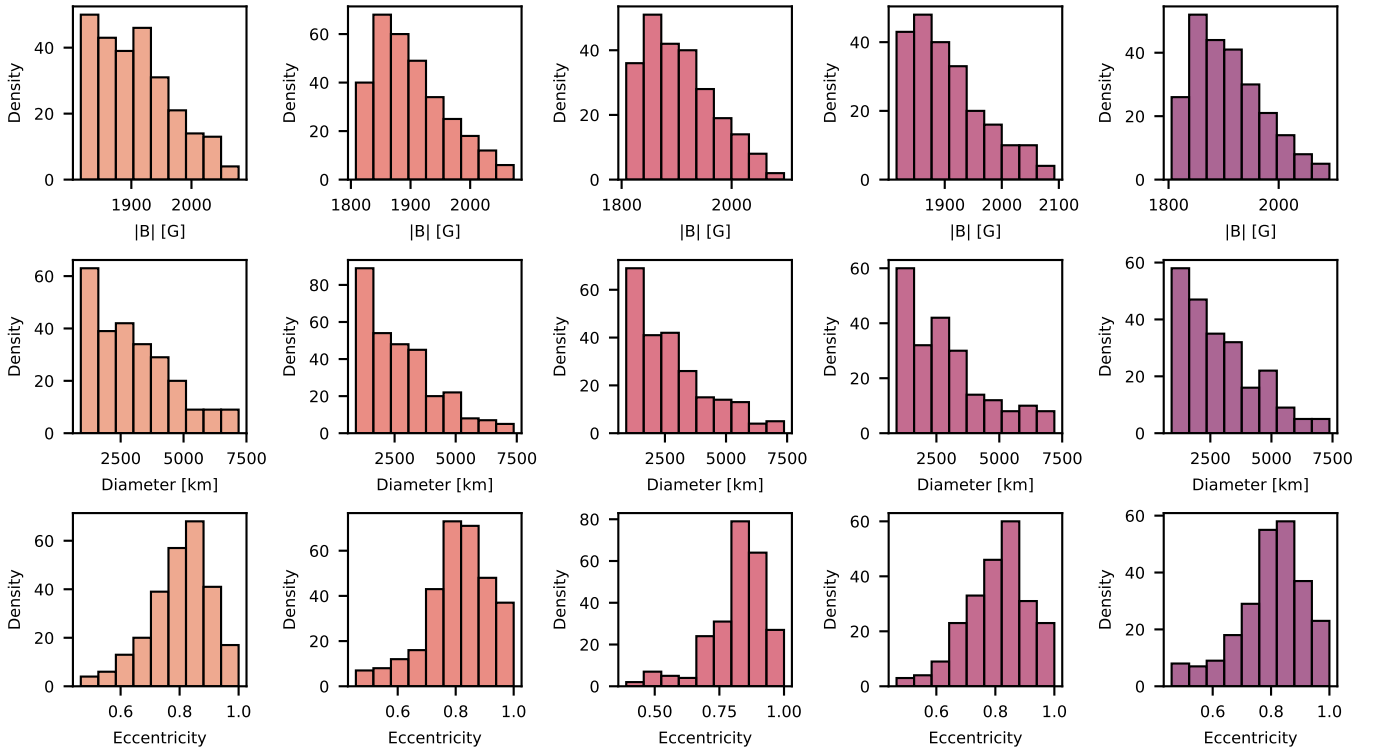 Density 0 20 40 1900 2000 |B| [G]
Density 0 20 40 60 1800 1900 2000 |B| [G]
Density 0 20 40 1800 2000 |B| [G]
Density 0 20 40 1900 2000 2100 |B| [G]
Density 0 20 40 1800 2000 |B| [G]
Density 0 20 40 60 2500 5000 7500 Diameter [km]
Density 0 20 40 60 80 2500 5000 7500 Diameter [km]
Density 0 20 40 60 2500 5000 7500 Diameter [km]
Density 0 20 40 60 2500 5000 7500 Diameter [km]
Density 0 20 40 60 2500 5000 7500 Diameter [km]
Density 0 20 40 60 0.6 0.8 1.0 Eccentricity
Density 0 20 40 60 0.6 0.8 1.0 Eccentricity
Density 0 20 40 60 80 0.50 0.75 1.00 Eccentricity
Density 0 20 40 60 0.6 0.8 1.0 Eccentricity
Density 0 20 40 60 0.6 0.8 1.0 Eccentricity